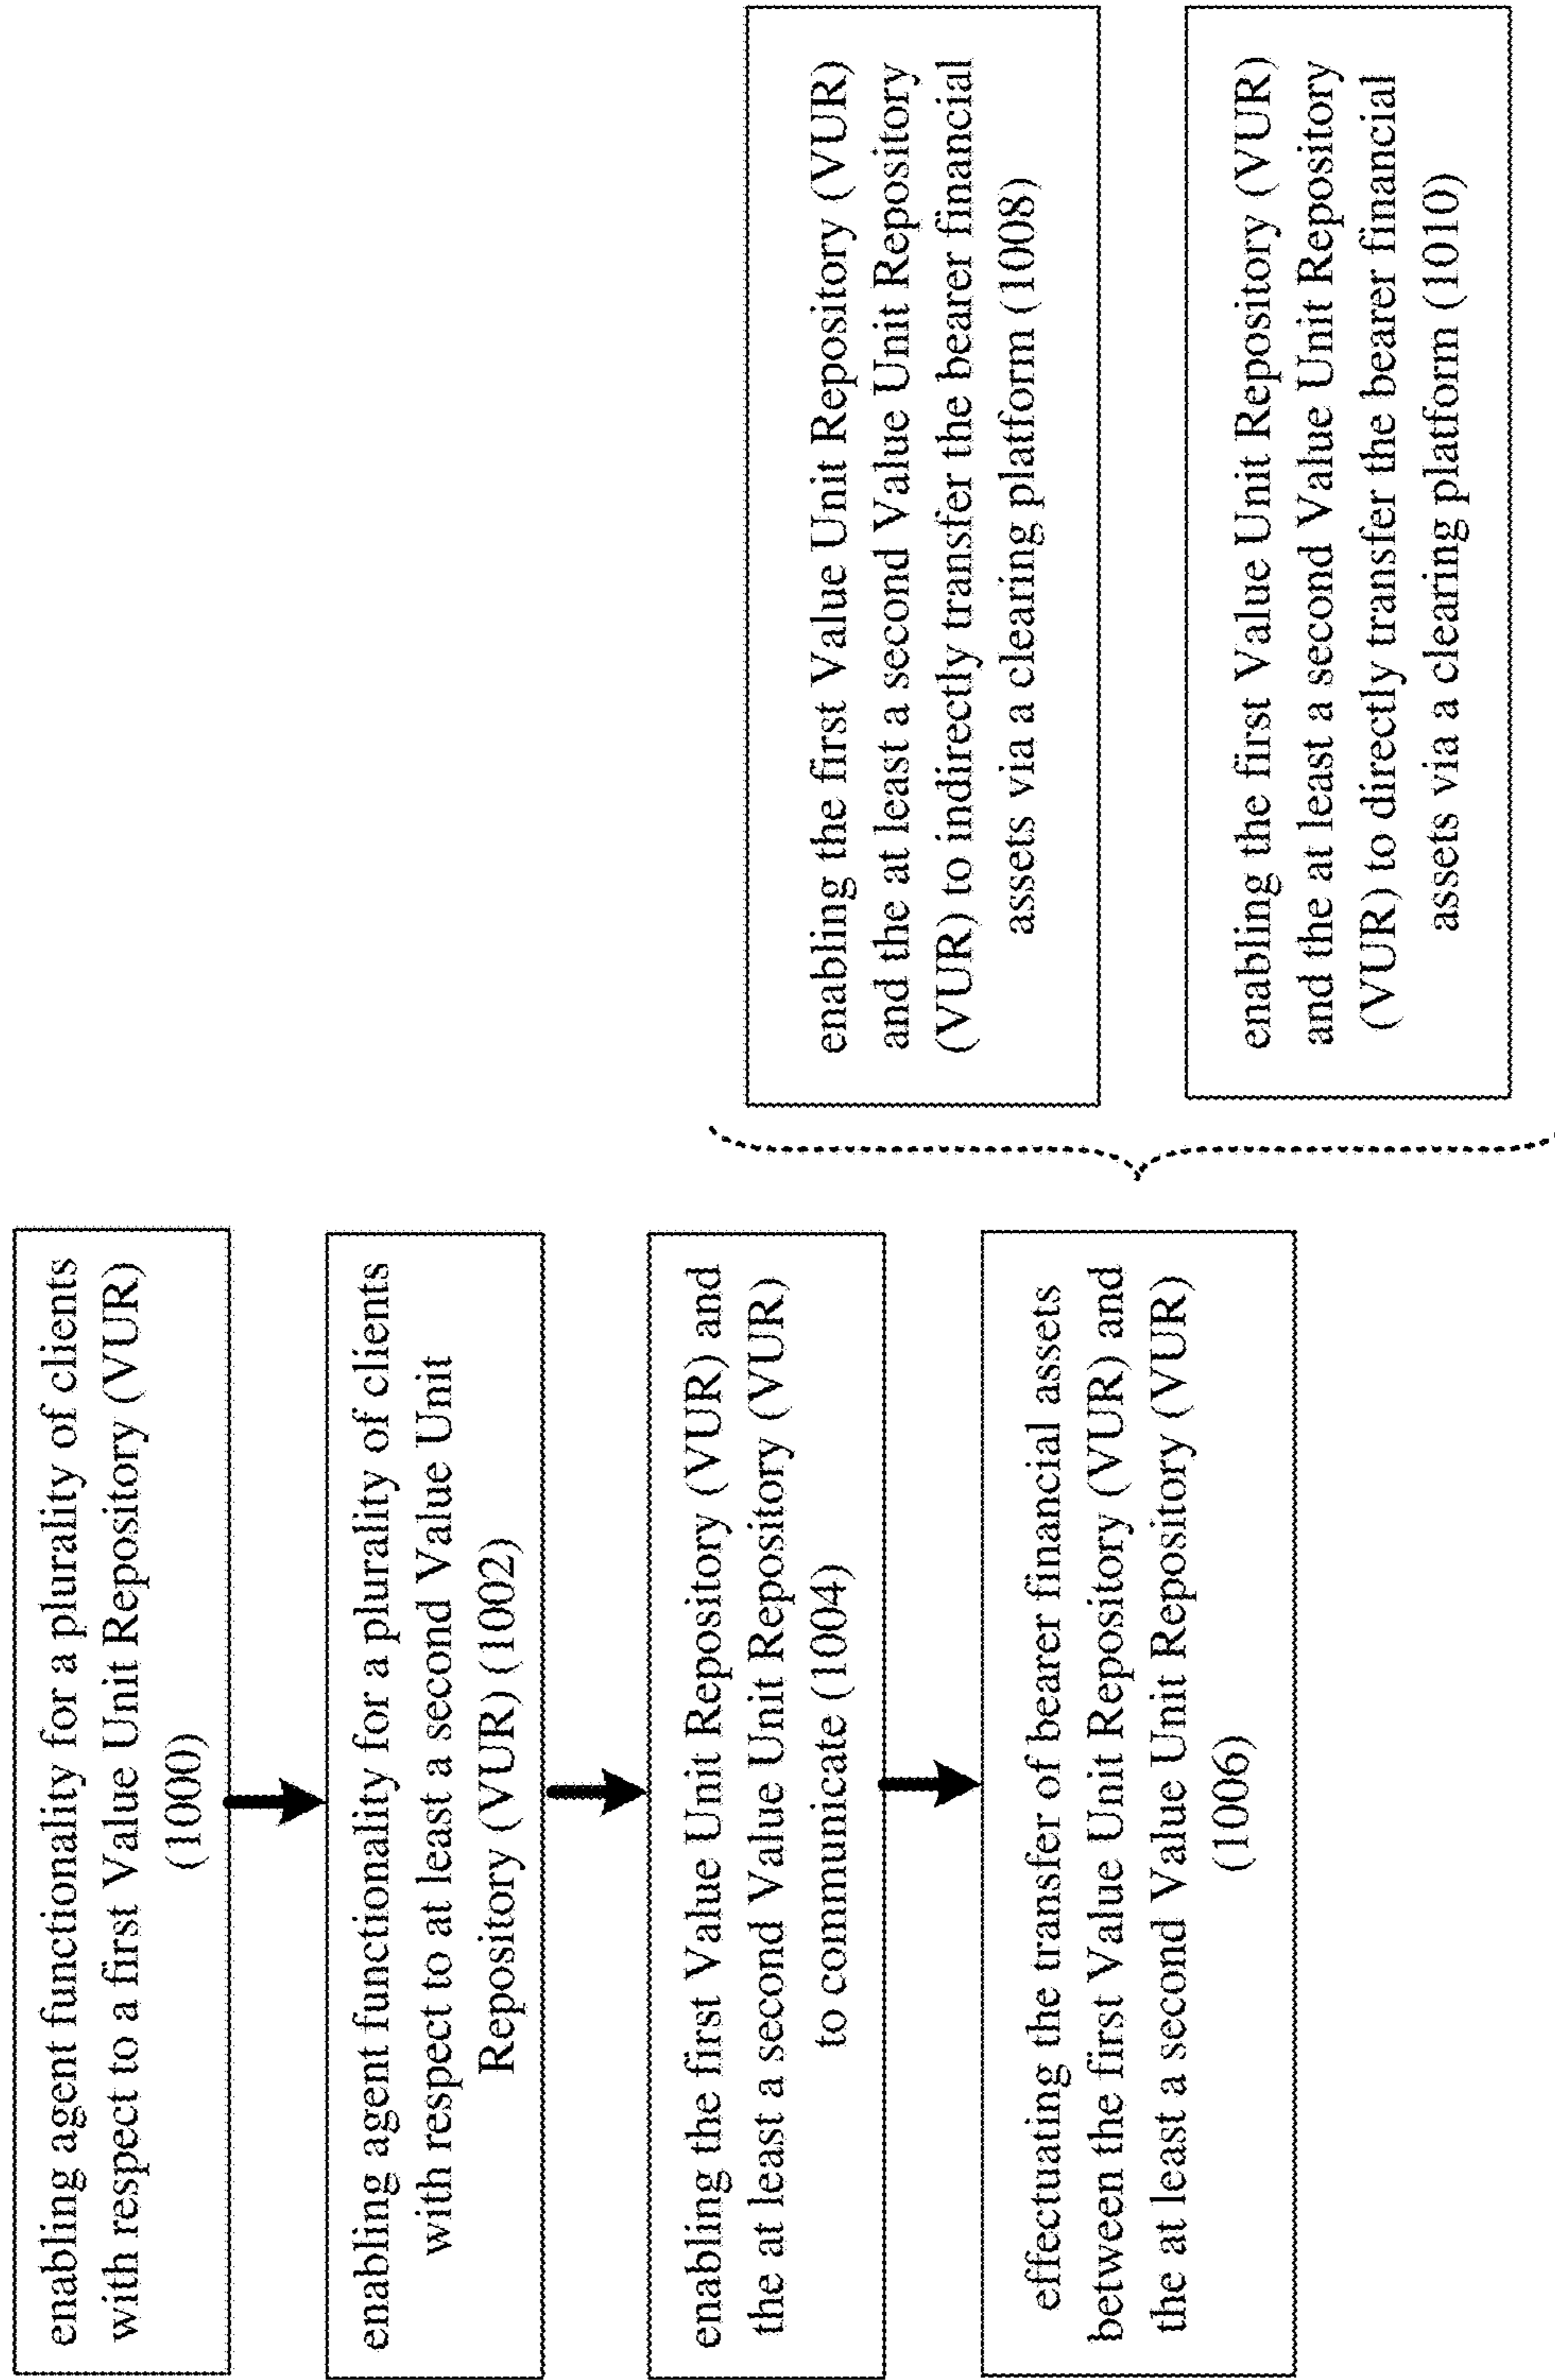 enabling agent functionality for a plurality of clients
with respect to a first Value Unit Repository (VUR)
(1000)
enabling agent functionality for a plurality of clients
with respect to at least a second Value Unit
Repository (VUR) (1002)
enabling the first Value Unit Repository (VUR) and
the at least a second Value Unit Repository (VUR)
to communicate (1004)
effectuating the transfer of bearer financial assets
between the first Value Unit Repository (VUR) and
the at least a second Value Unit Repository (VUR)
(1006)
enabling the first Value Unit Repository (VUR)
and the at least a second Value Unit Repository
(VUR) to indirectly transfer the bearer financial
assets via a clearing platform (1008)
enabling the first Value Unit Repository (VUR)
and the at least a second Value Unit Repository
(VUR) to directly transfer the bearer financial
assets via a clearing platform (1010)